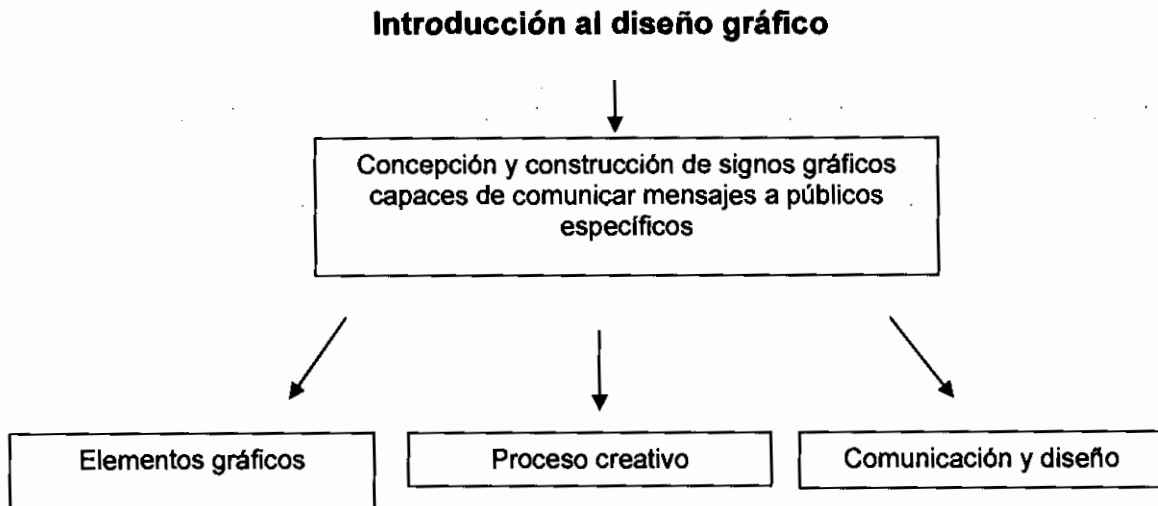 Introducción al diseño gráfico
Concepción y construcción de signos gráficos
capaces de comunicar mensajes a públicos
específicos
Elementos gráficos
Proceso creativo
Comunicación y diseño